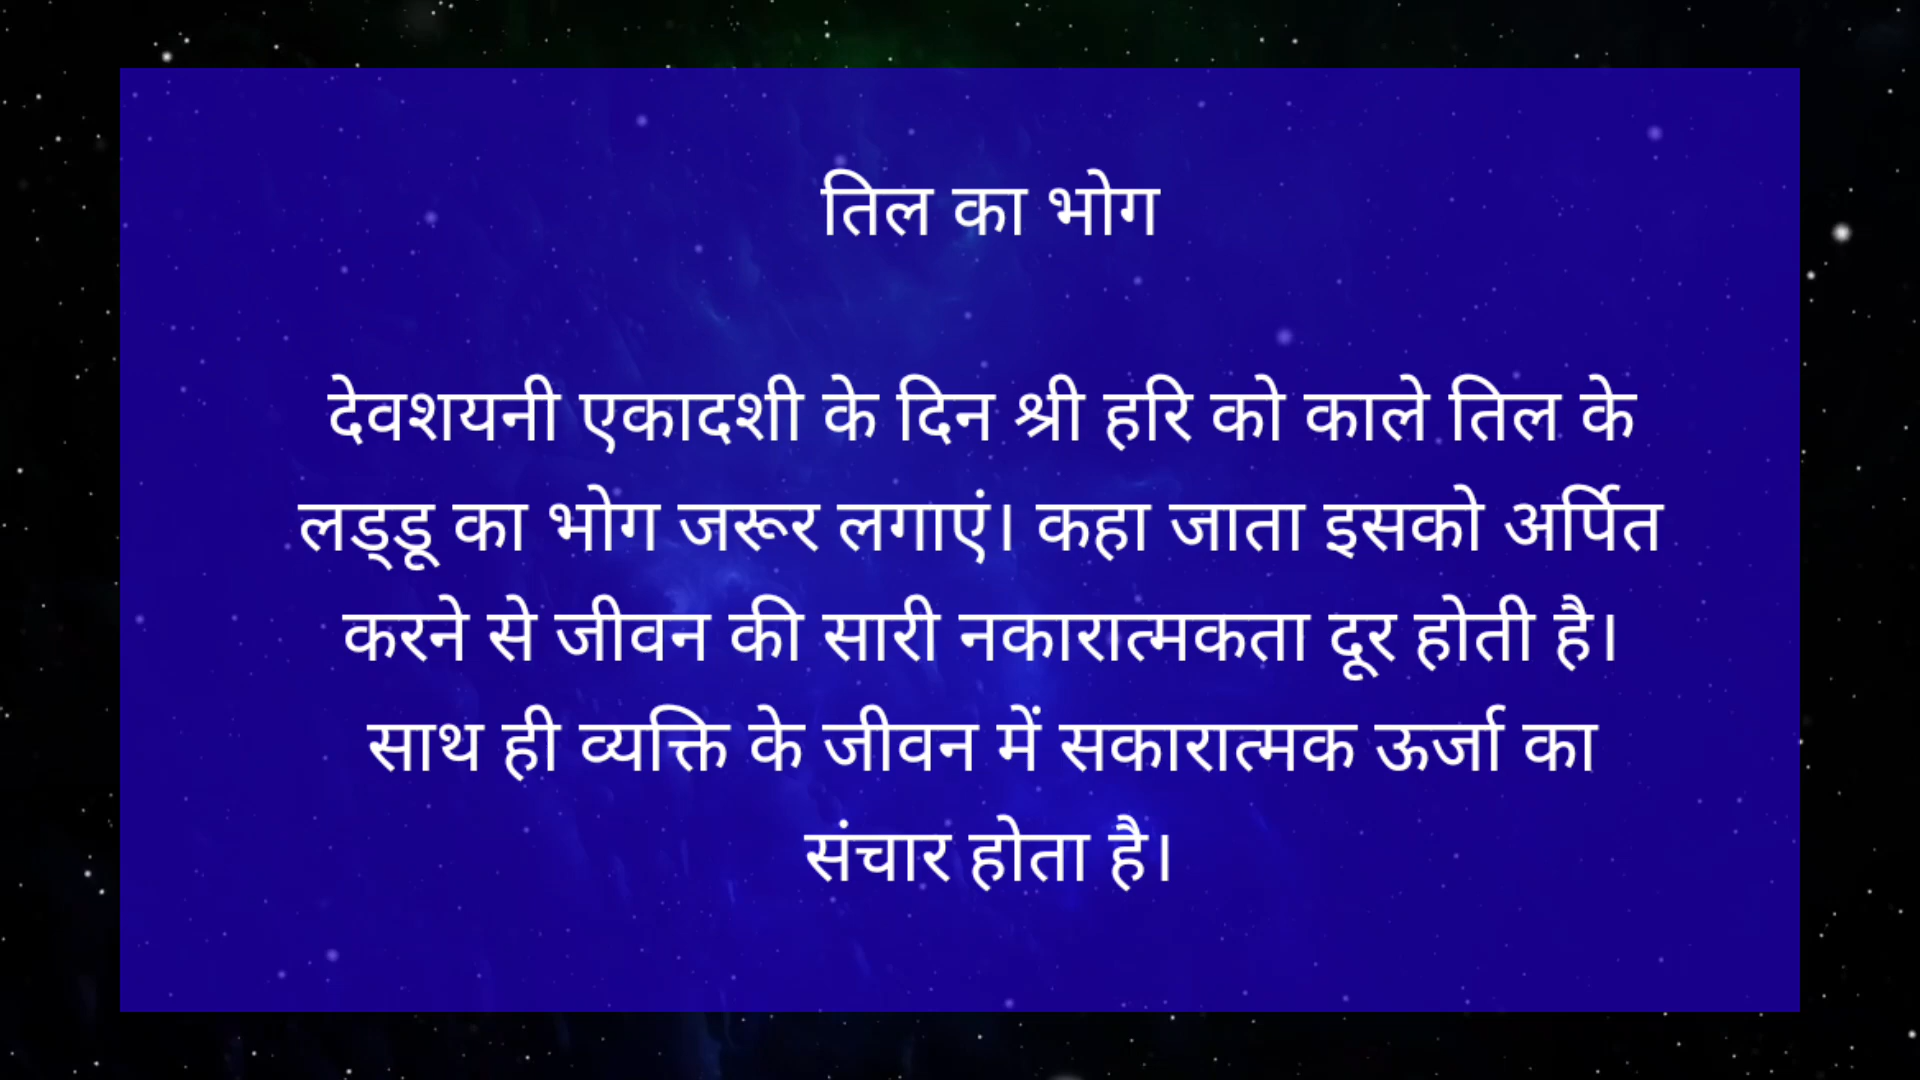 तिल का भोग
देवशयनी एकादशी के दिन श्री हरि को काले तिल के
लड्डू का भोग जरूर लगाएं। कहा जाता इसको अर्पित
करने से जीवन की सारी नकारात्मकता दूर होती है।
साथ ही व्यक्ति के जीवन में सकारात्मक ऊर्जा का
संचार होता है।